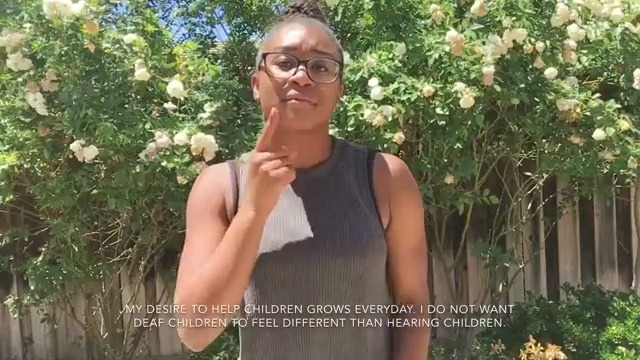 MY DESIRE TO HELP CHILDREN GROWS EVERYDAY. I DO NOT WANT
DEAF CHILDREN TO FEEL DIFFERENT THAN HEARING CHILDREN.